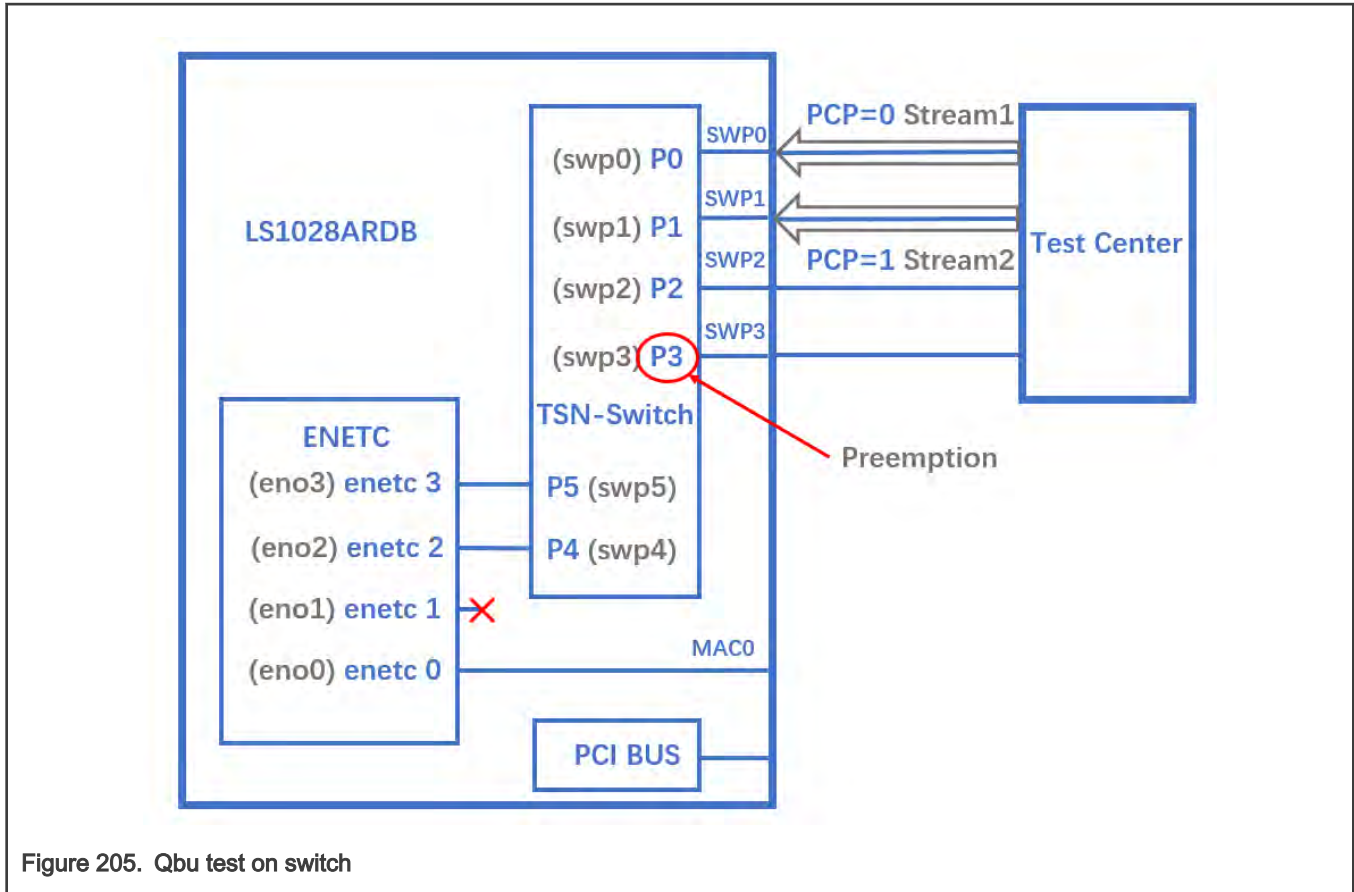 LS1028ARDB
(swp0) P0
(swp1) P1
(swp2) P2
(swp3) P3
TSN-Switch
P5 (swp5)
P4 (swp4)
SWP0
SWP1
SWP2
SWP3
PCP=0 Stream1
PCP=1 Stream2
Test Center
Preemption
ENETC
(eno3) enetc 3
(eno2) enetc 2
(eno1) enetc 1
(eno0) enetc 0
MAC0
PCI BUS
Figure 205. Qbu test on switch